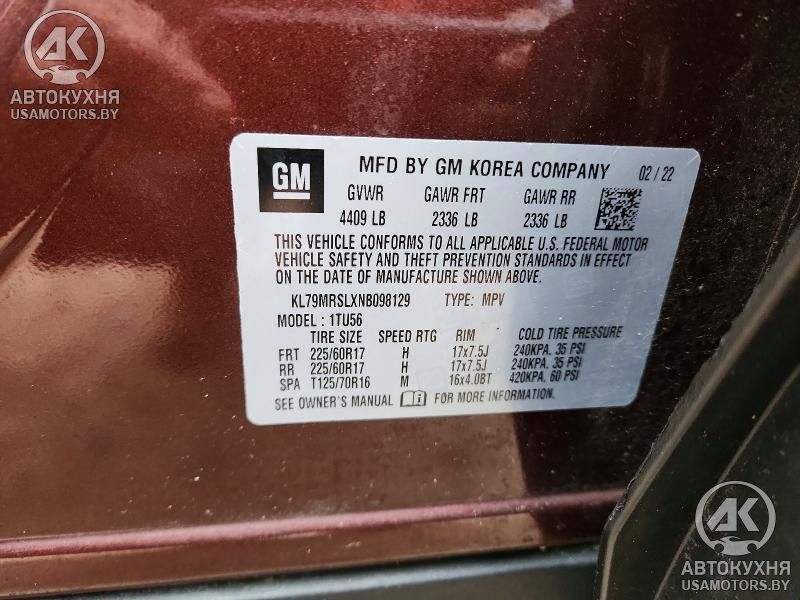 AK
АВТОКУХНЯ
USAMOTORS.BY
GM MFD BY GM KOREA COMPANY 02 / 22
GVWR GAWR FRT GAWR RR
4409 LB 2336 LB 2336 LB
THIS VEHICLE CONFORMS TO ALL APPLICABLE U.S. FEDERAL MOTOR
VEHICLE SAFETY AND THEFT PREVENTION STANDARDS IN EFFECT
ON THE DATE OF MANUFACTURE SHOWN ABOVE.
KL79MRSLXNB098129 TYPE: MPV
MODEL : 1TU56
TIRE SIZE SPEED RTG RIM COLD TIRE PRESSURE
FRT 225/60R17 H 17x7.5J 240KPA, 35 PSI
RR 225/60R17 H 17x7.5J 240KPA, 35 PSI
SPA T125/70R16 M 16x4.0BT 420KPA, 60 PSI
SEE OWNER'S MANUAL FOR MORE INFORMATION.
AK
АВТОКУХНЯ
USAMOTORS.BY